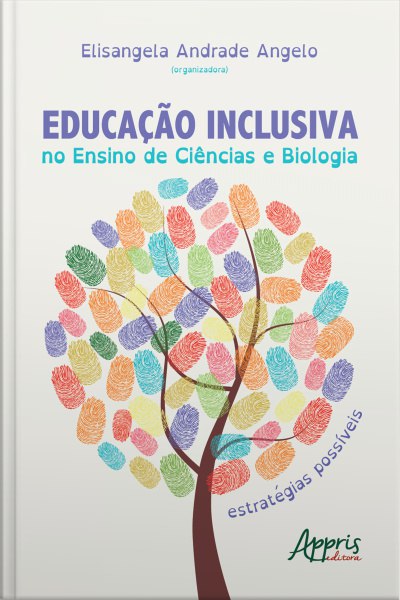 Elisangela Andrade Angelo
(organizadora)
EDUCAÇÃO INCLUSIVA
no Ensino de Ciências e Biologia
estratégias possíveis
Appris
editora